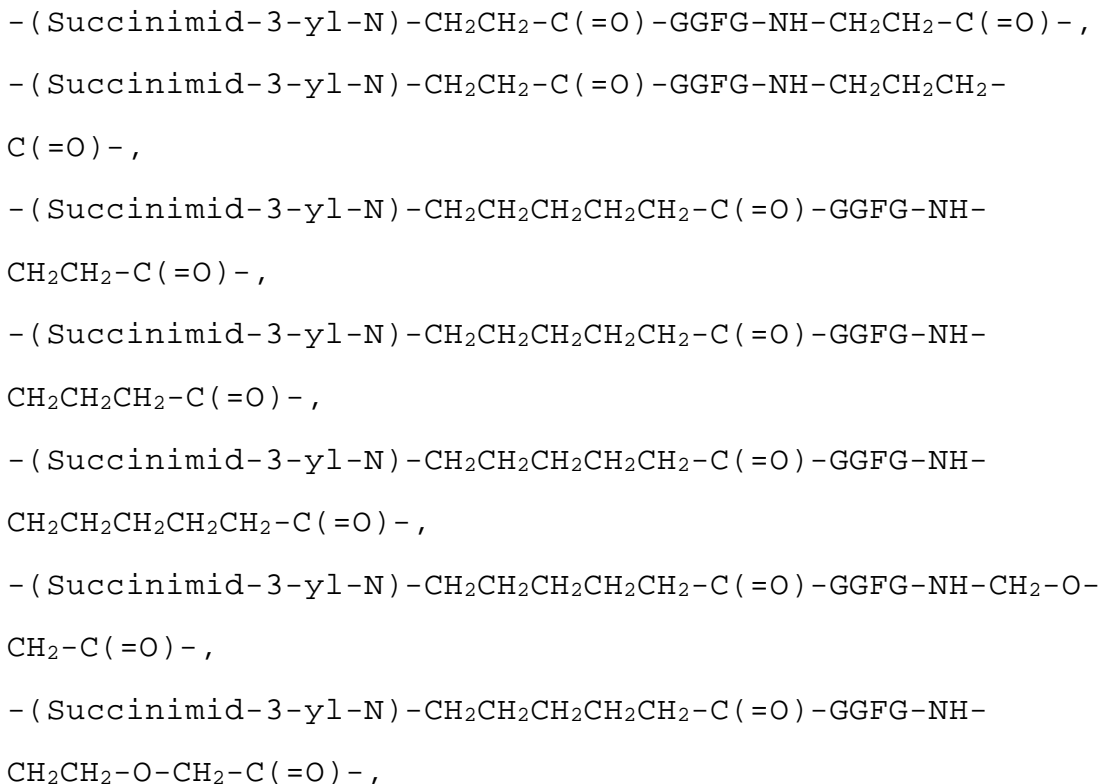 -(Succinimid-3-yl-N)-CH₂CH₂-C(=O)-GGFG-NH-CH₂CH₂-C(=O)-,
-(Succinimid-3-yl-N)-CH₂CH₂-C(=O)-GGFG-NH-CH₂CH₂CH₂-
C(=O)-,
-(Succinimid-3-yl-N)-CH₂CH₂CH₂CH₂CH₂-C(=O)-GGFG-NH-
CH₂CH₂-C(=O)-,
-(Succinimid-3-yl-N)-CH₂CH₂CH₂CH₂CH₂-C(=O)-GGFG-NH-
CH₂CH₂CH₂-C(=O)-,
-(Succinimid-3-yl-N)-CH₂CH₂CH₂CH₂CH₂-C(=O)-GGFG-NH-
CH₂CH₂CH₂CH₂CH₂-C(=O)-,
-(Succinimid-3-yl-N)-CH₂CH₂CH₂CH₂CH₂-C(=O)-GGFG-NH-CH₂-O-
CH₂-C(=O)-,
-(Succinimid-3-yl-N)-CH₂CH₂CH₂CH₂CH₂-C(=O)-GGFG-NH-
CH₂CH₂-O-CH₂-C(=O)-,